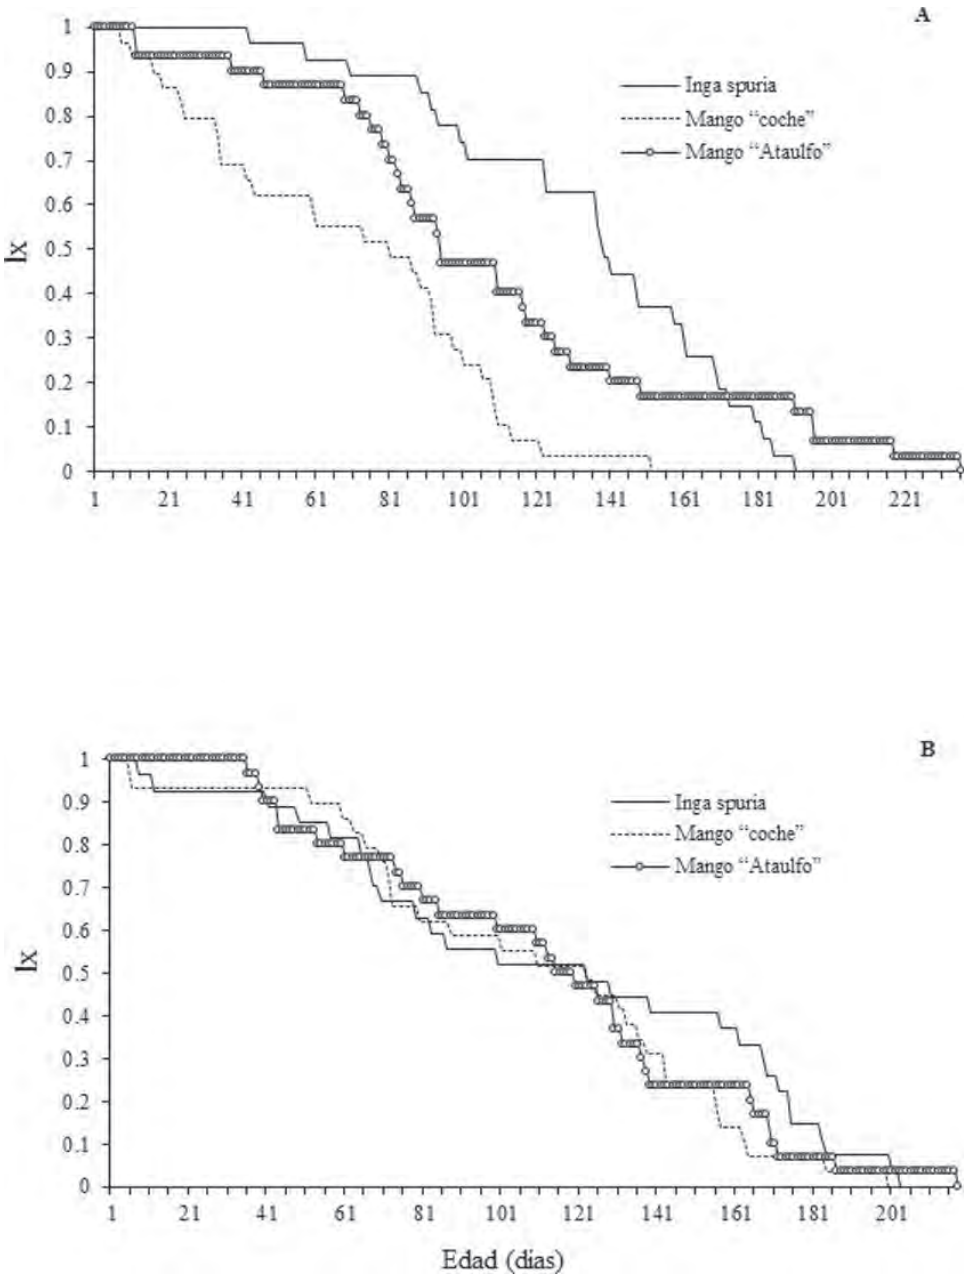 A
1
0.9
0.8
0.7
0.6
0.5
0.4
0.3
0.2
0.1
0
lx
Inga spuria
Mango “coche”
Mango “Ataulfo”
1 21 41 61 81 101 121 141 161 181 201 221
B
1
0.9
0.8
0.7
0.6
0.5
0.4
0.3
0.2
0.1
0
lx
Inga spuria
Mango “coche”
Mango “Ataulfo”
1 21 41 61 81 101 121 141 161 181 201
Edad (dias)